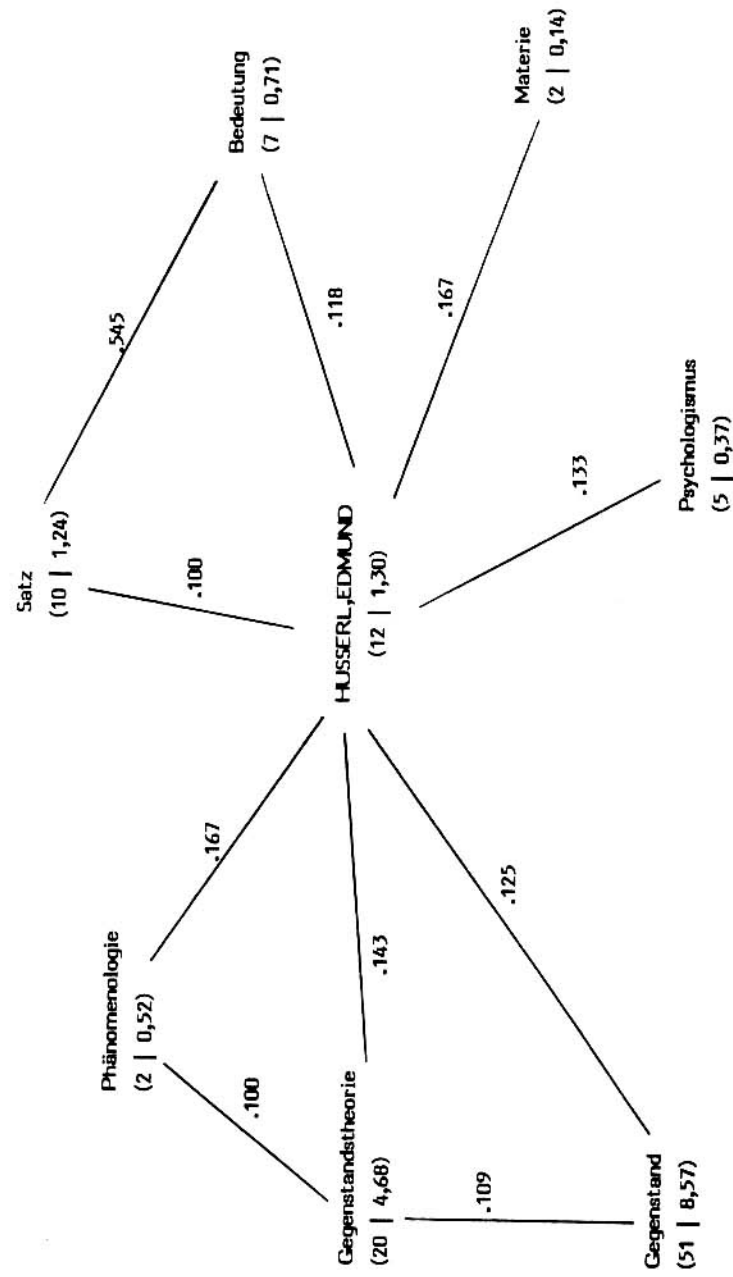 Satz
(10 | 1,24)
.545
Bedeutung
(7 | 0,71)
.100
.118
Phänomenologie
(2 | 0,52)
.167
HUSSERL,EDMUND
(12 | 1,30)
.167
Materie
(2 | 0,14)
.100
.143
Gegenstandstheorie
(20 | 4,68)
.133
.125
Psychologismus
(5 | 0,37)
.109
Gegenstand
(51 | 8,57)